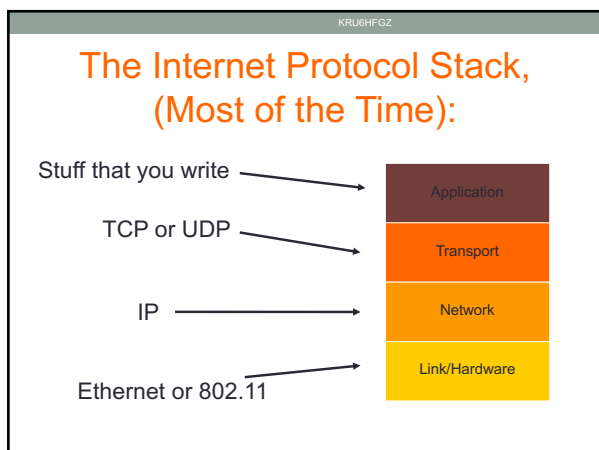 KRU6HFGZ
The Internet Protocol Stack,
(Most of the Time):
Stuff that you write
Application
TCP or UDP
Transport
IP
Network
Link/Hardware
Ethernet or 802.11